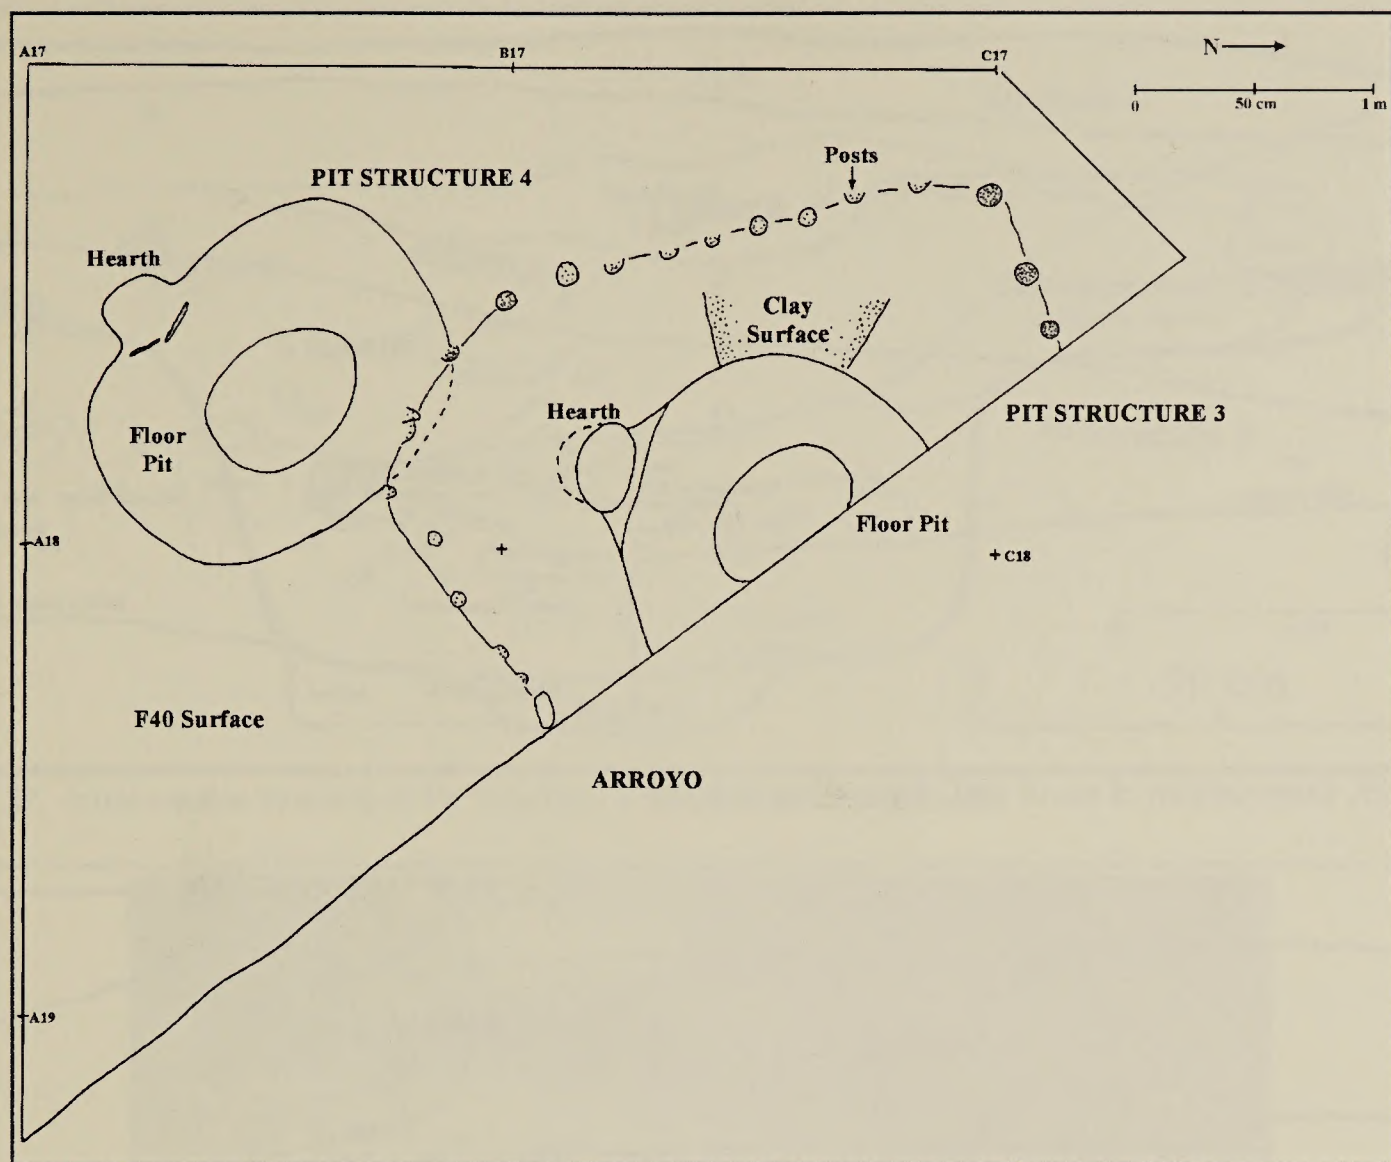 A17
B17
C17
N
0
50 cm
1 m
PIT STRUCTURE 4
Posts
Hearth
Clay
Surface
Hearth
PIT STRUCTURE 3
Floor
Pit
Floor Pit
A18
+ C18
F40 Surface
ARROYO
A19